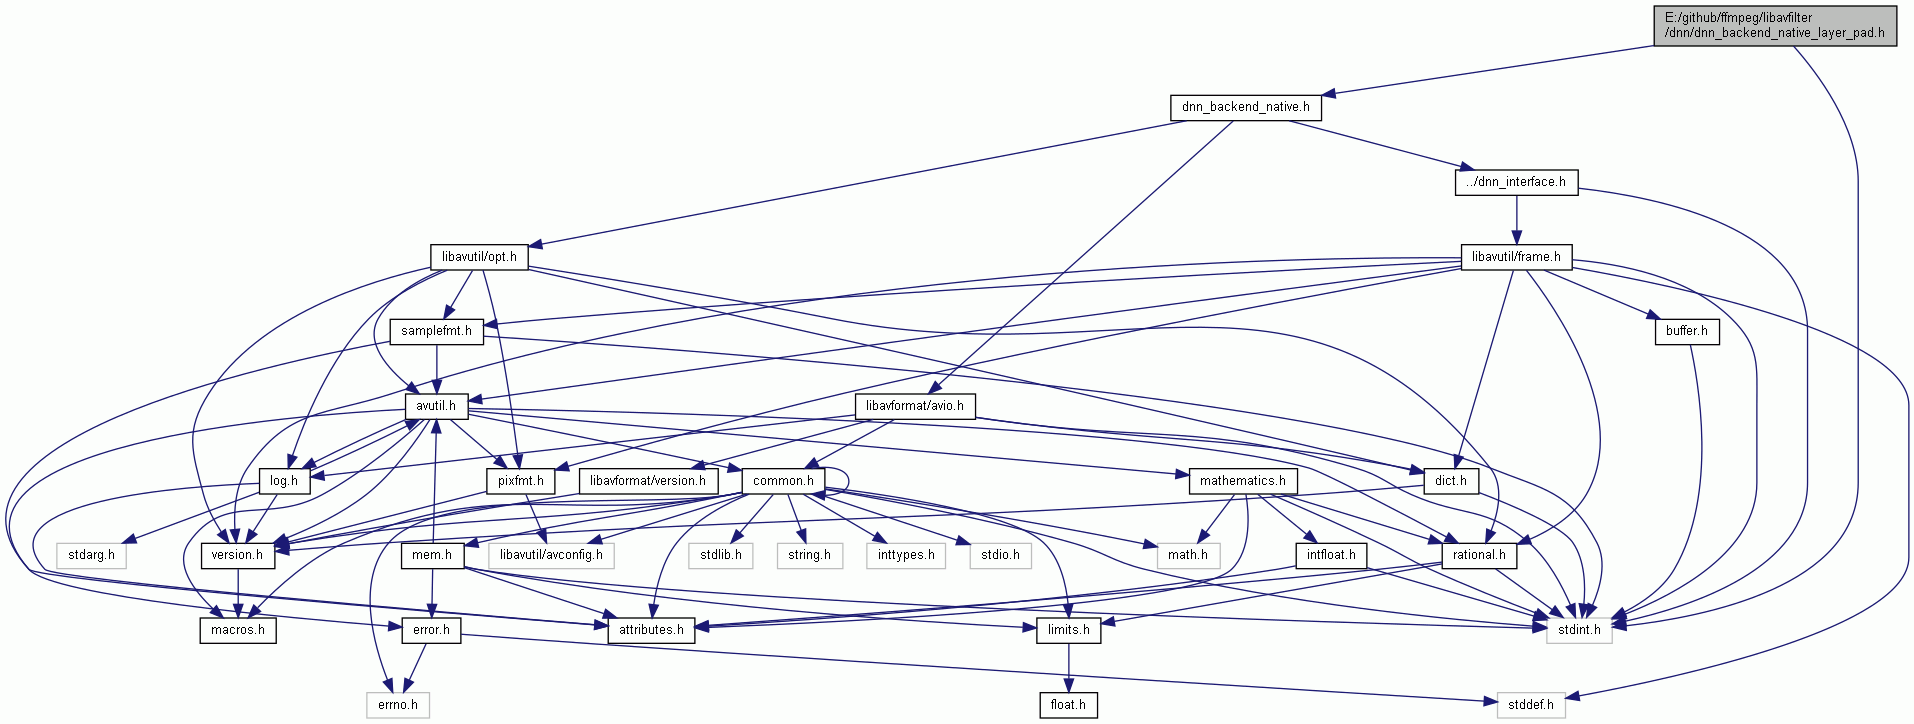 E:/github/ffmpeg/libavfilter
/dnn/dnn_backend_native_layer_pad.h
dnn_backend_native.h
../dnn_interface.h
libavutil/opt.h
libavutil/frame.h
samplefmt.h
buffer.h
avutil.h
libavformat/avio.h
log.h
pixfmt.h
libavformat/version.h
common.h
mathematics.h
dict.h
stdarg.h
version.h
mem.h
libavutil/avconfig.h
stdlib.h
string.h
inttypes.h
stdio.h
math.h
intfloat.h
rational.h
macros.h
error.h
attributes.h
limits.h
stdint.h
errno.h
float.h
stddef.h